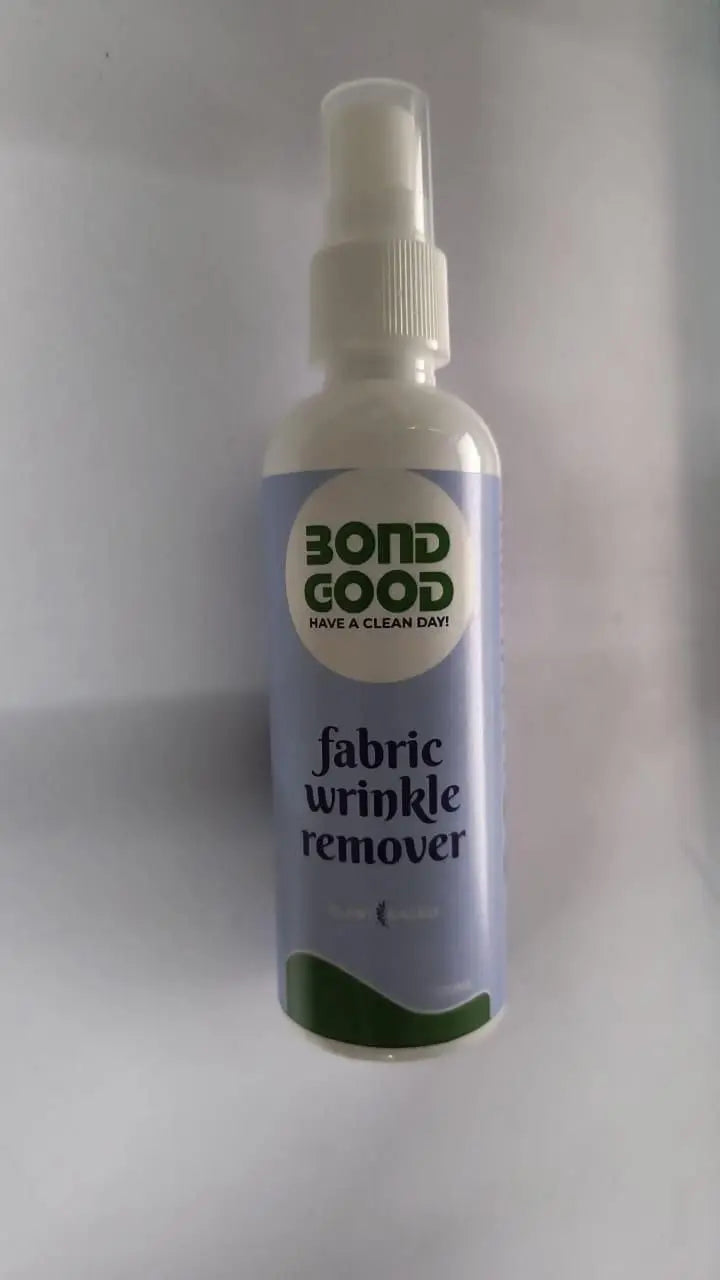 BOND
GOOD
HAVE A CLEAN DAY!
fabric
wrinkle
remover